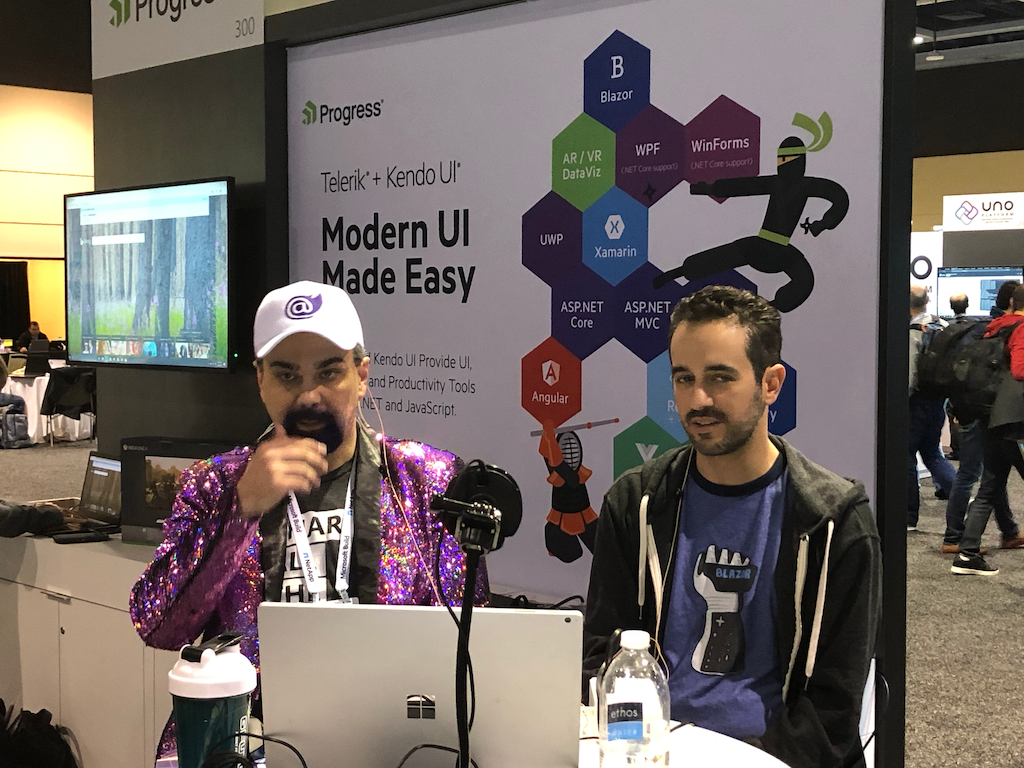 Progress
300
Progress
Telerik + Kendo UI
Modern UI
Made Easy
Kendo UI Provide UI,
and Productivity Tools
NET and JavaScript.
B
Blazor
AR / VR
DataViz
WPF
(.NET Core support)
WinForms
(.NET Core support)
UWP
X
Xamarin
ASP.NET
Core
ASP.NET
MVC
A
Angular
UNO
PLATFORM
@
Microsoft Build
NetApp
BLAZOR
ethos